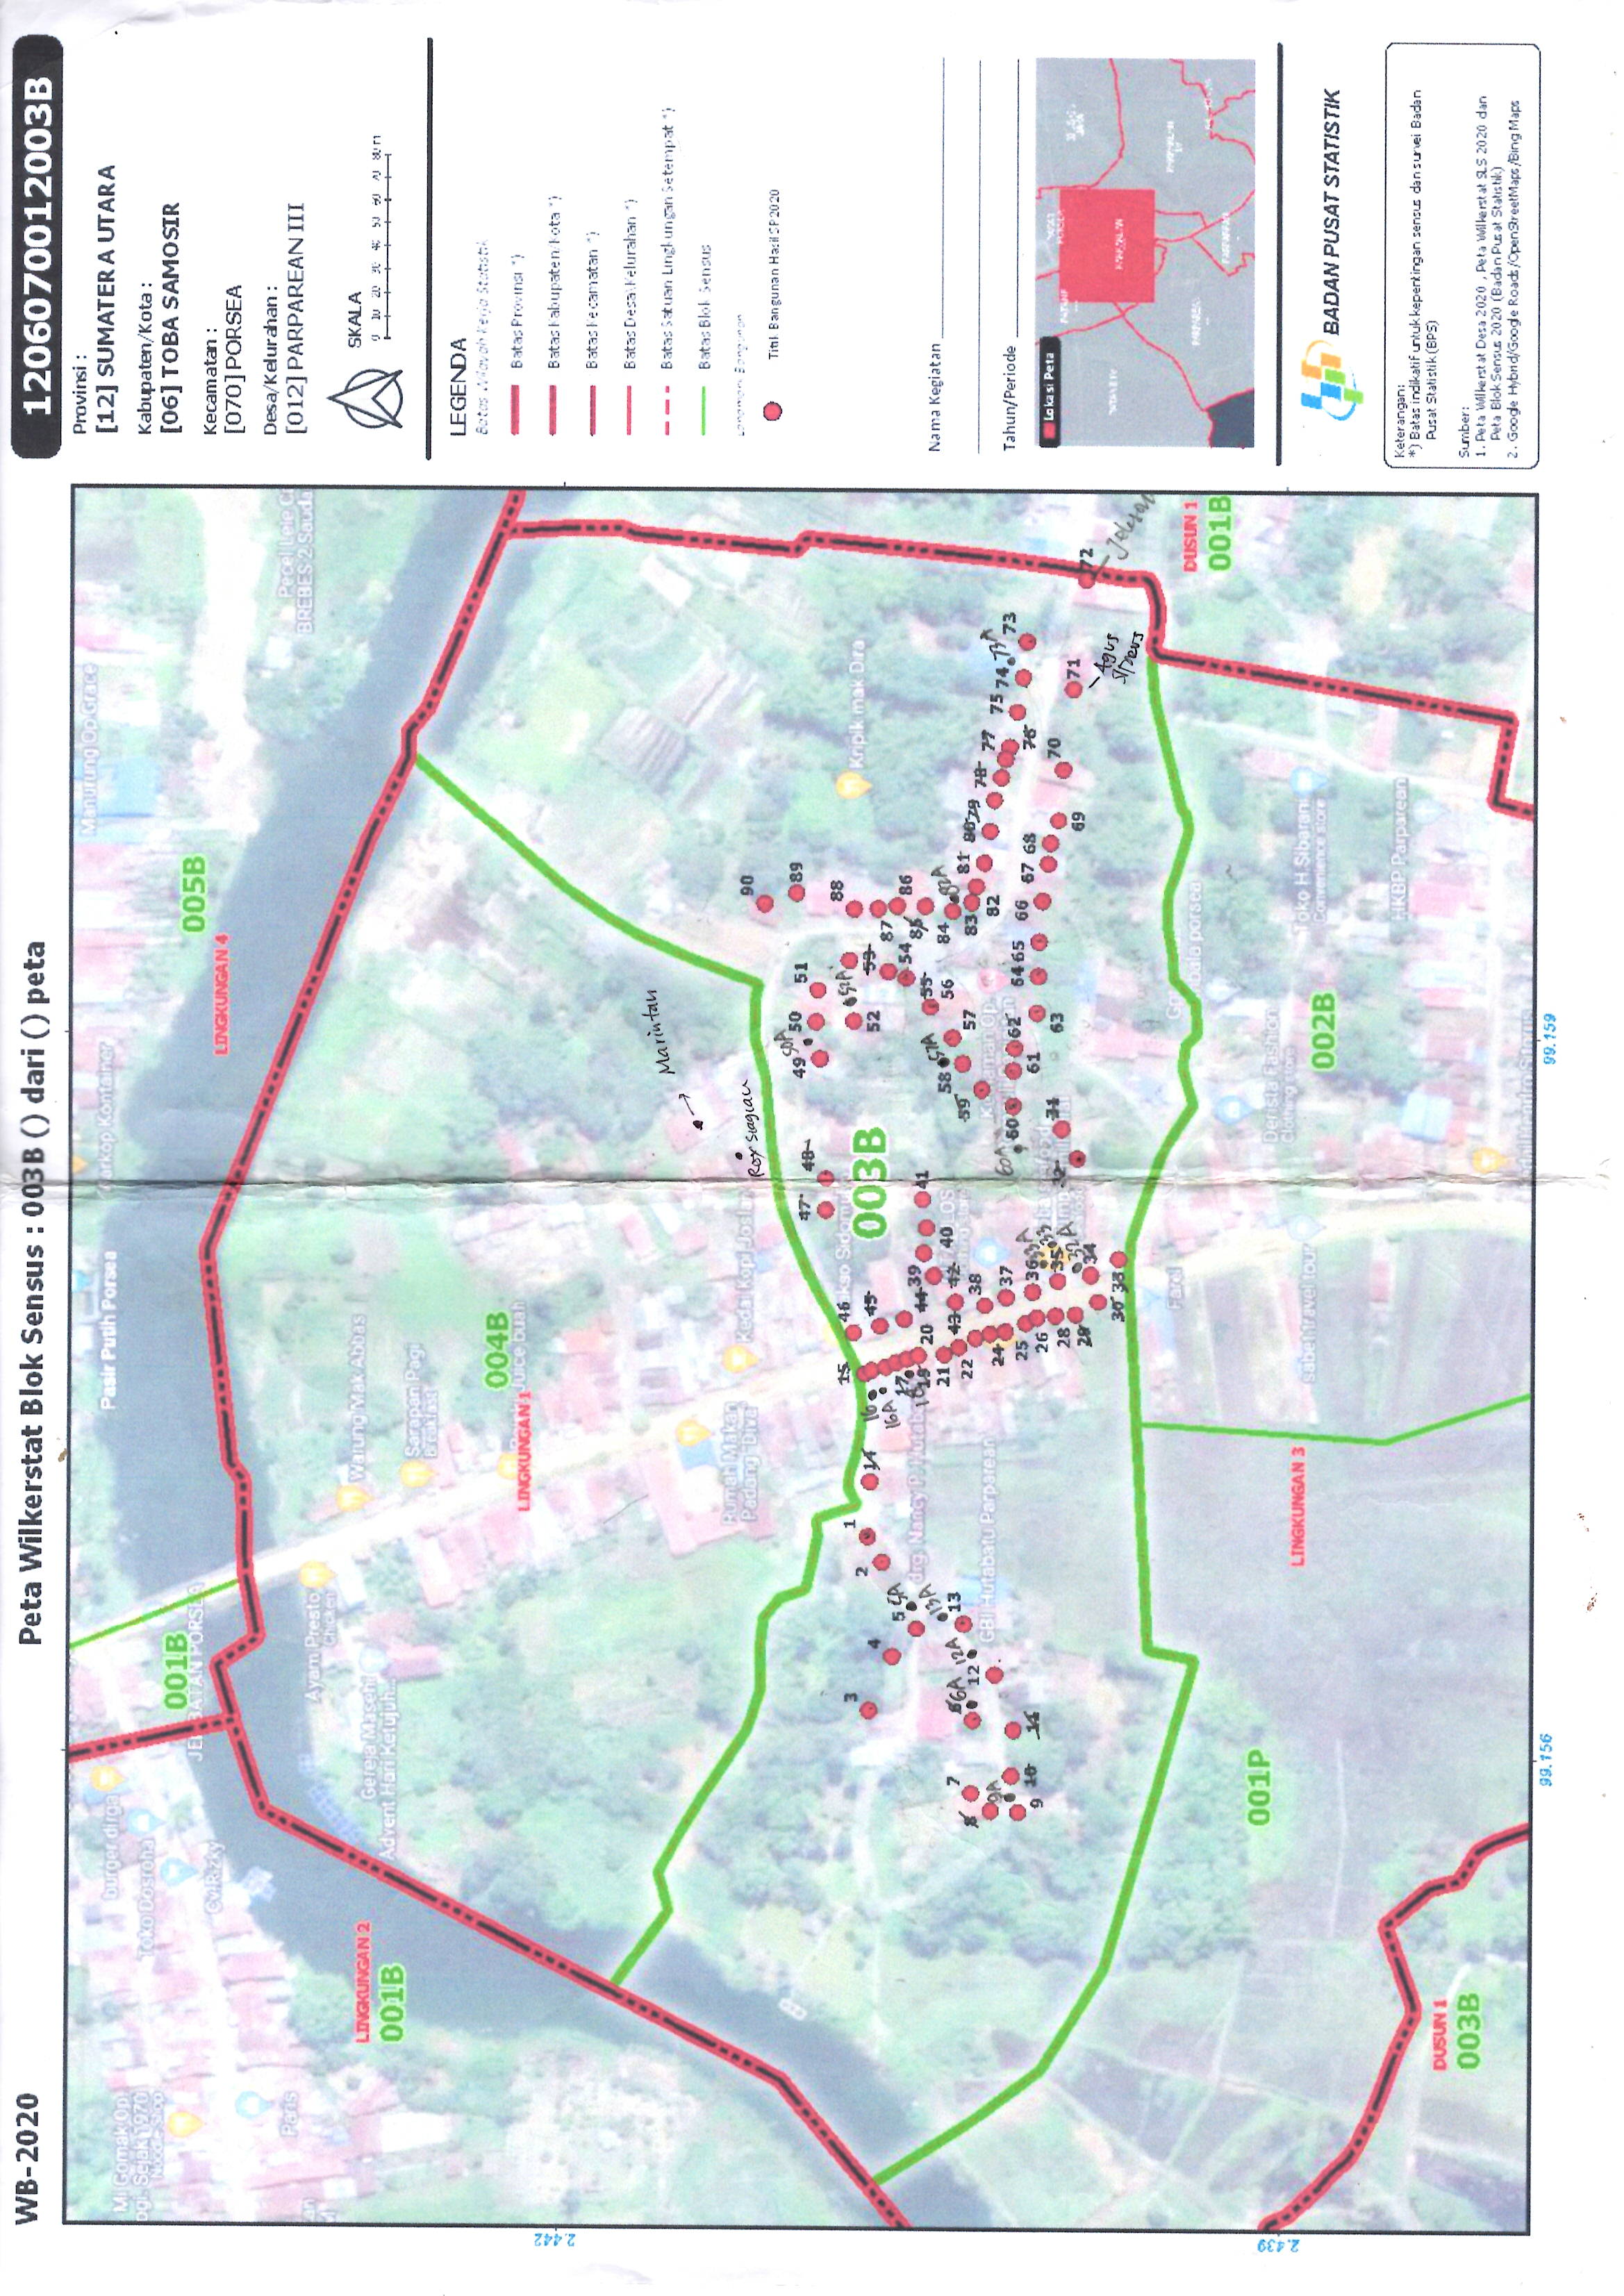 WB-2020
Peta Wilkerstat Blok Sensus : 003B () dari () peta
1206070012003B
Provinsi :
[12] SUMATERA UTARA
Kabupaten/Kota :
[06] TOBA SAMOSIR
Kecamatan :
[070] PORSEA
Desa/Kelurahan :
[012] PARPAREAN III
SKALA
0 10 20 30 40 50 60 70 80 m
LEGENDA
Batas Wilayah Kerja Statistik
Batas Provinsi *)
Batas Kabupaten/Kota *)
Batas Kecamatan *)
Batas Desa\Kelurahan *)
Batas Satuan Lingkungan Setempat *)
Batas Blok Sensus
Landmark Bangunan
Titik Bangunan Hasil SP2020
Nama Kegiatan
Tahun/Periode
Lokasi Peta
BADAN PUSAT STATISTIK
Keterangan:
*) Batas indikatif untuk kepentingan sensus dan survei Badan
Pusat Statistik (BPS)
Sumber:
1. Peta Wilkerstat Desa 2020 , Peta Wilkerstat SLS 2020 dan
Peta Blok Sensus 2020 (Badan Pusat Statistik)
2. Google Hybrid/Google Roads/OpenStreetMaps/Bing Maps
burger dirga
Mi Gomak Op.
Sejak 1970
Noodle Shop
Toko Dosroha
Cv.Rizky
Paris
001B
JEMBATAN PORSEA
Pasir Putih Porsea
Warkop Kontainer
Manurung Op.Grace
005B
LINGKUNGAN 4
Pecel Lele
BREBES 2 Sauda
LINGKUNGAN 2
001B
Ayam Presto
Chicken
Gereja Masehi
Advent Hari Ketujuh...
Warung Mak Abbas
Sarapan Pagi
Breakfast
004B
LINGKUNGAN 1
Juice buah
2.442
Marintan
Roy Siagian
Rumah Makan
Padang "Diva"
Kedai Kopi Joslan
90
89
47 48
49 50A 50 51
88
003B
Kripik mak Dira
3 4 2 1 14
15 46 45
16
16A
52 52A 53
5 5A
drg. Nancy P. Hutaba
17
19 20 44 39 40 41
54 87 86 85
13A
7 8 6 6A 12 12A 13
21 43 42
58 57A 55 56 57
84 82A
GBI Hutabatu Parparean
22 38
59
83 82 81 80 79 78 77 75 74 73A 73
9A
9 10 11
24 37
60A 60 61 62 64 65 66 67 68 76
25 36 33A 33
26 35
63 69 70
28 32A
32 31
29 34
71 72
30 33
Agus
Sitorus
Farel
001P
LINGKUNGAN 3
sabet travel tour
Derista Fashion
Clothing store
Toko H.Sibarani
Convenience store
002B
HKBP Parparean
DUSUN 1
001B
2.439
DUSUN 1
003B
99.156
99.159